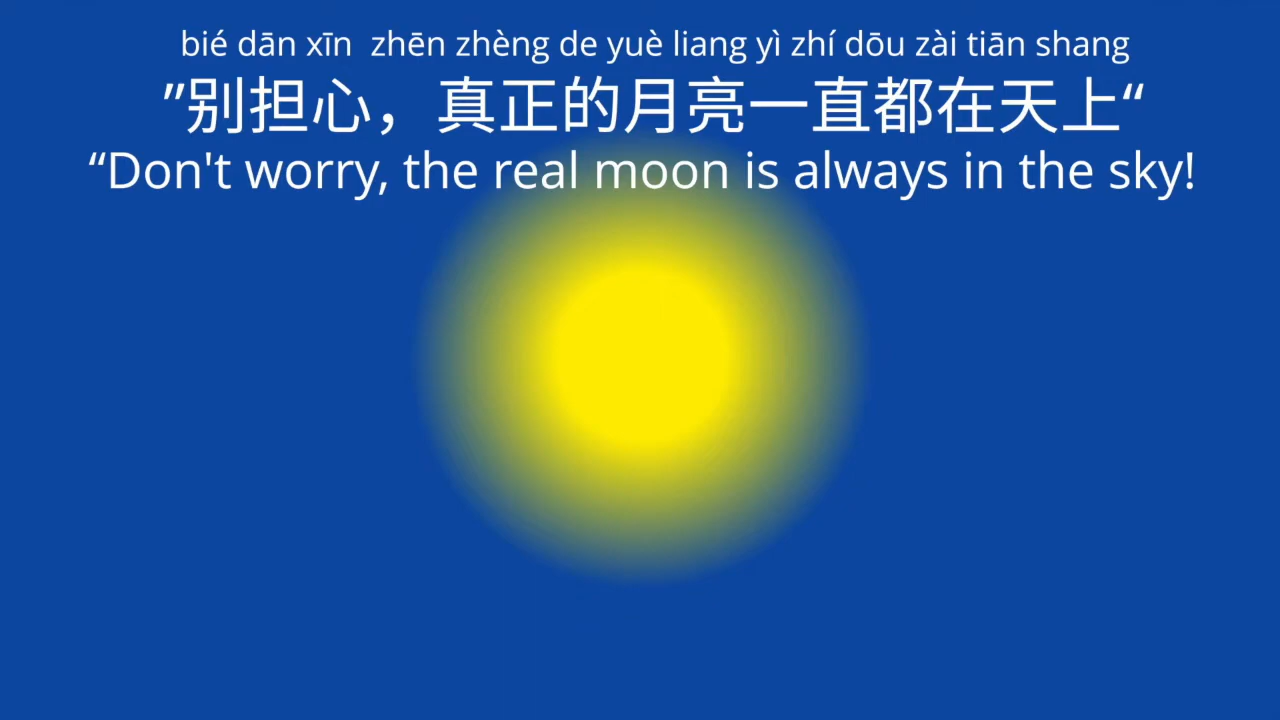 bié dān xīn  zhēn zhèng de yuè liang yì zhí dōu zài tiān shang
”别担心，真正的月亮一直都在天上“
“Don't worry, the real moon is always in the sky!